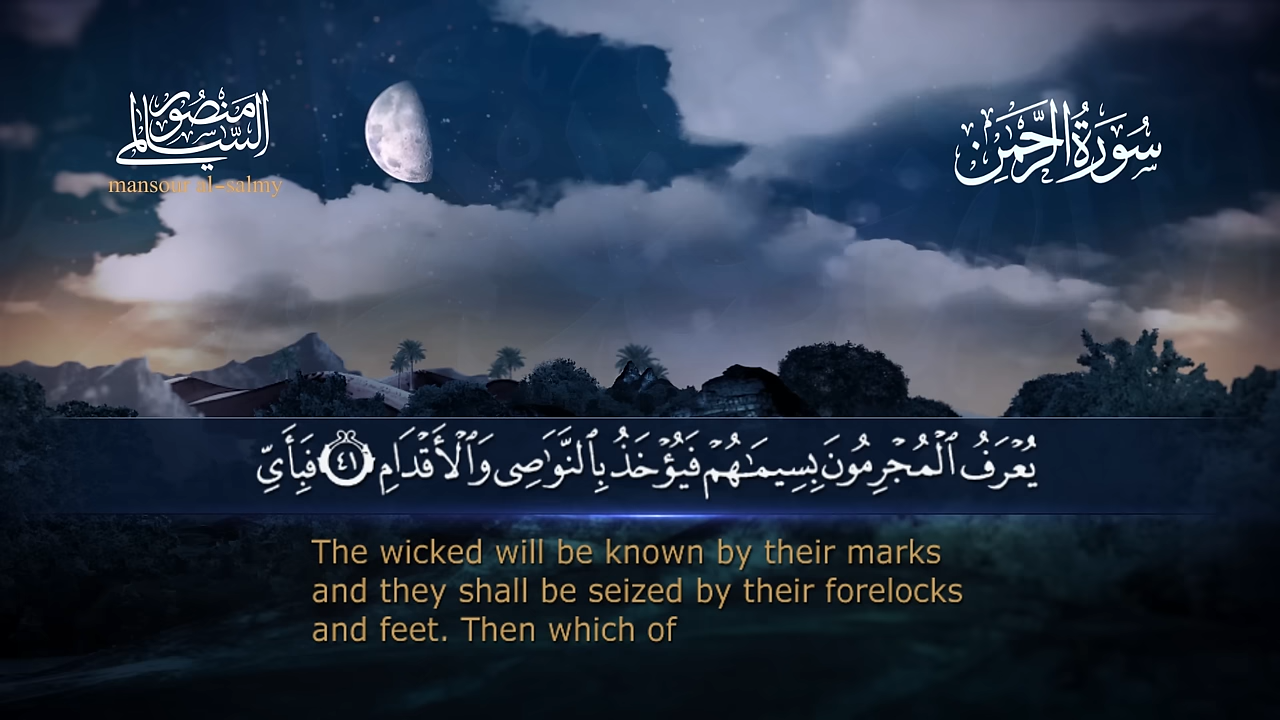 منصور السالمي
mansour al-salmy
سُورَةُ الرَّحْمَٰن
يُعْرَفُ ٱلْمُجْرِمُونَ بِسِيمَٰهُمْ فَيُؤْخَذُ بِٱلنَّوَٰصِى وَٱلْأَقْدَامِ ٤١ فَبِأَىِّ
The wicked will be known by their marks
and they shall be seized by their forelocks
and feet. Then which of